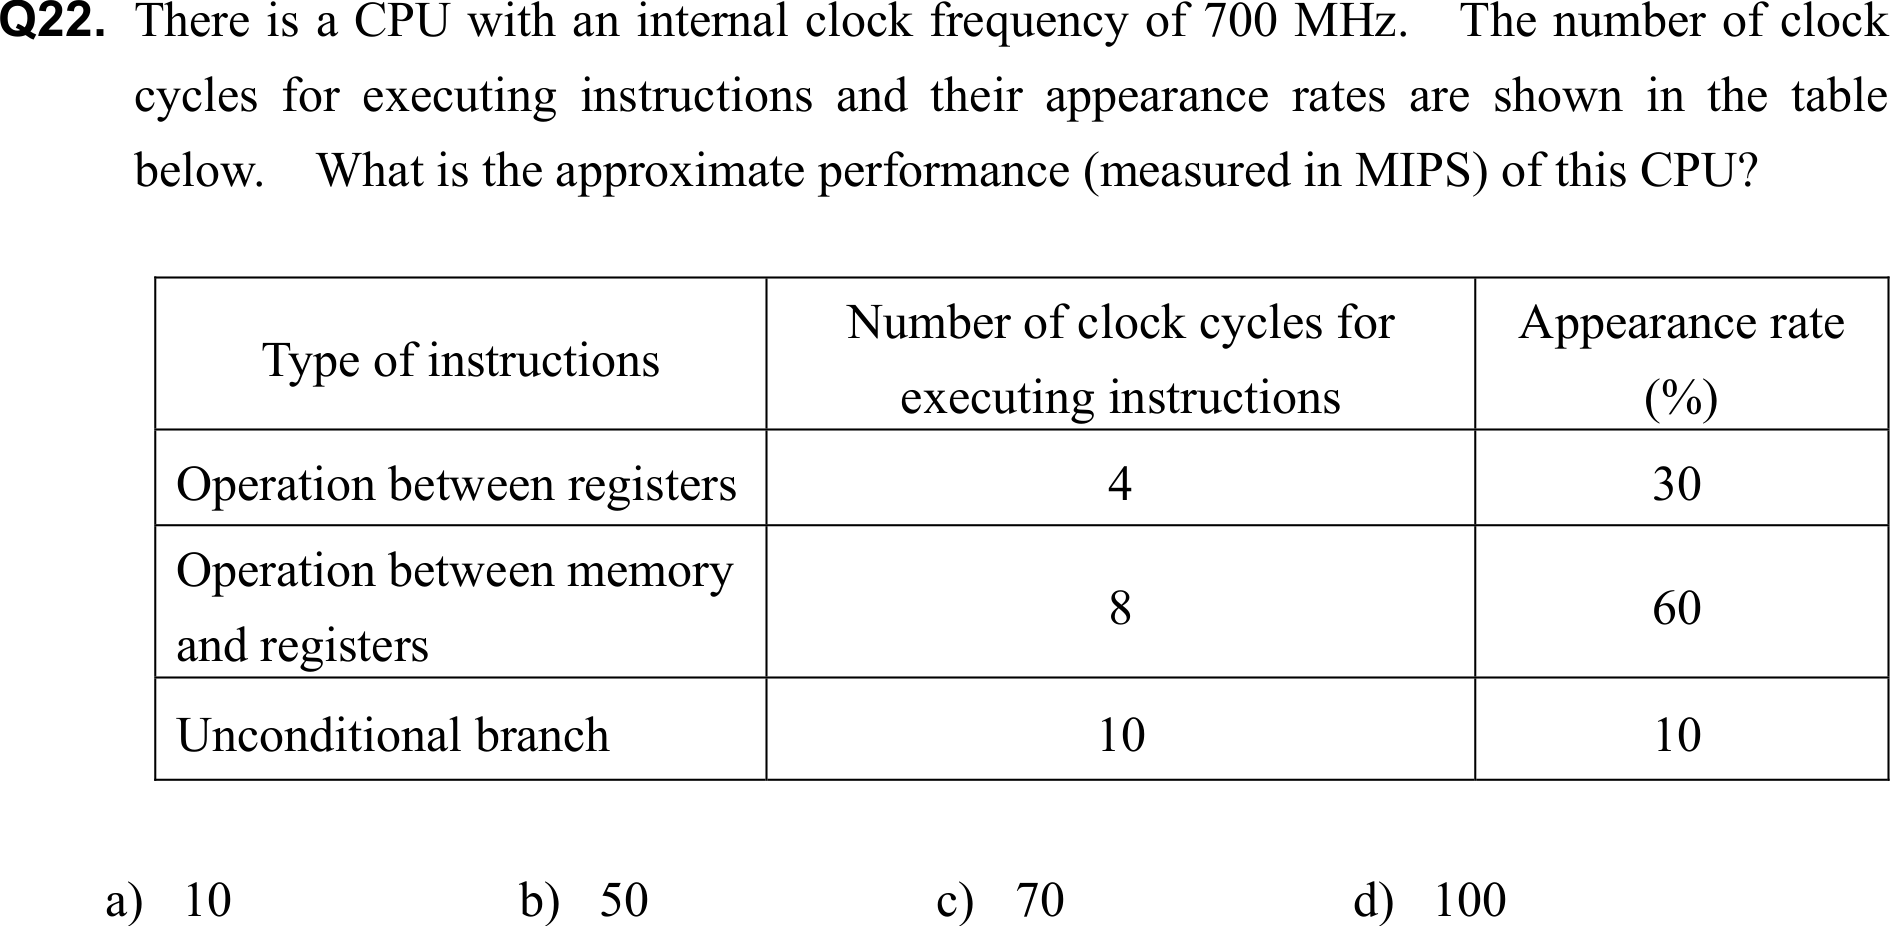 Q22. There is a CPU with an internal clock frequency of 700 MHz. The number of clock
cycles for executing instructions and their appearance rates are shown in the table
below. What is the approximate performance (measured in MIPS) of this CPU?
Type of instructions
Number of clock cycles for
executing instructions
Appearance rate
(%)
Operation between registers
4
30
Operation between memory
and registers
8
60
Unconditional branch
10
10
a) 10 b) 50 c) 70 d) 100